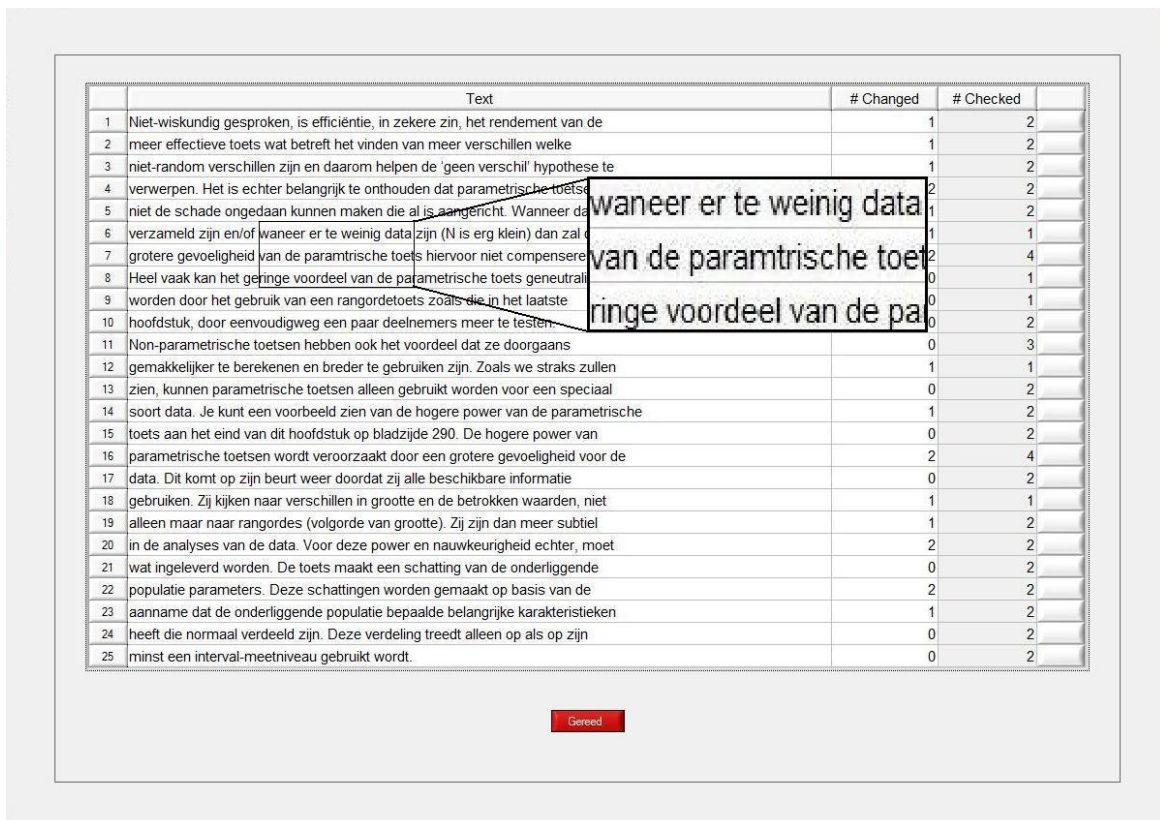 Text # Changed # Checked
1 Niet-wiskundig gesproken, is efficiëntie, in zekere zin, het rendement van de 1 2
2 meer effectieve toets wat betreft het vinden van meer verschillen welke 1 2
3 niet-random verschillen zijn en daarom helpen de 'geen verschil' hypothese te 1 2
4 verwerpen. Het is echter belangrijk te onthouden dat parametrische toetse 2 2
5 niet de schade ongedaan kunnen maken die al is aangericht. Wanneer da 1 2
6 verzameld zijn en/of waneer er te weinig data zijn (N is erg klein) dan zal 1 1
7 grotere gevoeligheid van de paramtrische toets hiervoor niet compensere 2 4
8 Heel vaak kan het geringe voordeel van de parametrische toets geneutrali 0 1
9 worden door het gebruik van een rangordetoets zoals die in het laatste 0 1
10 hoofdstuk, door eenvoudigweg een paar deelnemers meer te testen. 0 2
waneer er te weinig data
van de paramtrische toet
ringe voordeel van de pa
11 Non-parametrische toetsen hebben ook het voordeel dat ze doorgaans 0 3
12 gemakkelijker te berekenen en breder te gebruiken zijn. Zoals we straks zullen 1 1
13 zien, kunnen parametrische toetsen alleen gebruikt worden voor een speciaal 0 2
14 soort data. Je kunt een voorbeeld zien van de hogere power van de parametrische 1 2
15 toets aan het eind van dit hoofdstuk op bladzijde 290. De hogere power van 0 2
16 parametrische toetsen wordt veroorzaakt door een grotere gevoeligheid voor de 2 4
17 data. Dit komt op zijn beurt weer doordat zij alle beschikbare informatie 0 2
18 gebruiken. Zij kijken naar verschillen in grootte en de betrokken waarden, niet 1 1
19 alleen maar naar rangordes (volgorde van grootte). Zij zijn dan meer subtiel 1 2
20 in de analyses van de data. Voor deze power en nauwkeurigheid echter, moet 2 2
21 wat ingeleverd worden. De toets maakt een schatting van de onderliggende 0 2
22 populatie parameters. Deze schattingen worden gemaakt op basis van de 2 2
23 aanname dat de onderliggende populatie bepaalde belangrijke karakteristieken 1 2
24 heeft die normaal verdeeld zijn. Deze verdeling treedt alleen op als op zijn 0 2
25 minst een interval-meetniveau gebruikt wordt. 0 2
Gereed